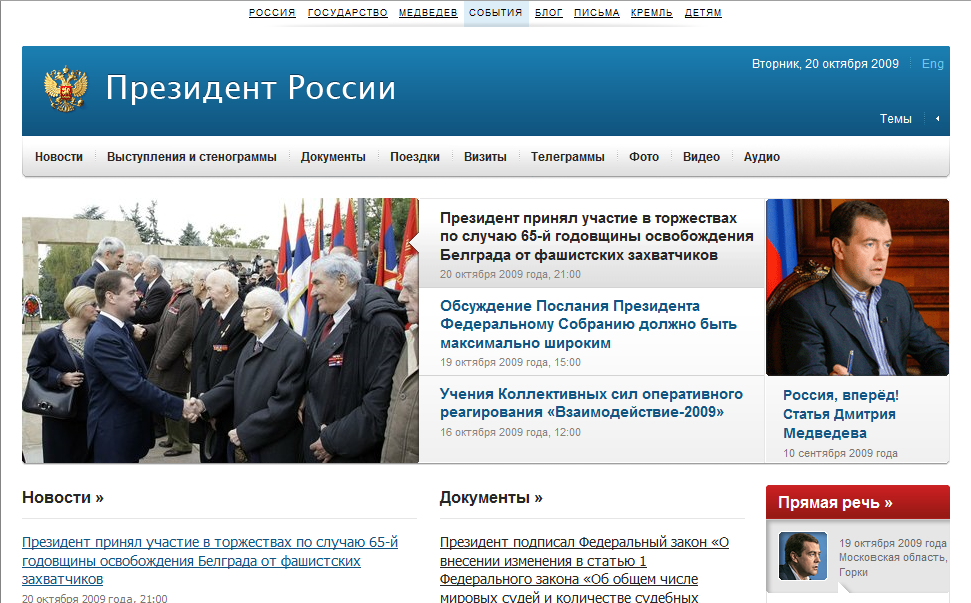 РОССИЯ ГОСУДАРСТВО МЕДВЕДЕВ СОБЫТИЯ БЛОГ ПИСЬМА КРЕМЛЬ ДЕТЯМ
Вторник, 20 октября 2009 Eng
Президент России
Темы
Новости Выступления и стенограммы Документы Поездки Визиты Телеграммы Фото Видео Аудио
Президент принял участие в торжествах
по случаю 65-й годовщины освобождения
Белграда от фашистских захватчиков
20 октября 2009 года, 21:00
Обсуждение Послания Президента
Федеральному Собранию должно быть
максимально широким
19 октября 2009 года, 15:00
Учения Коллективных сил оперативного
реагирования «Взаимодействие-2009»
16 октября 2009 года, 12:00
Россия, вперёд!
Статья Дмитрия
Медведева
10 сентября 2009 года
Новости »
Президент принял участие в торжествах по случаю 65-й
годовщины освобождения Белграда от фашистских
захватчиков
20 октября 2009 года, 21:00
Документы »
Президент подписал Федеральный закон «О
внесении изменения в статью 1
Федерального закона «Об общем числе
мировых судей и количестве судебных
Прямая речь »
19 октября 2009 года
Московская область,
Горки